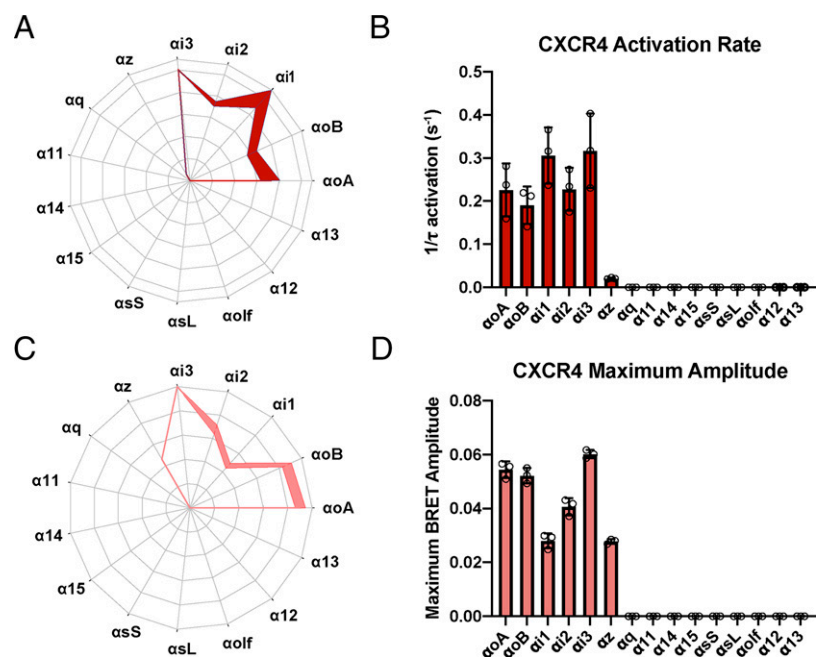 A
αi3
αi2
αz
αi1
αq
αoB
α11
αoA
α14
α13
α15
α12
αsS
αolf
αsL
B
CXCR4 Activation Rate
1/τ activation (s⁻¹)
0.5
0.4
0.3
0.2
0.1
0.0
αoA αoB αi1 αi2 αi3 αz αq α11 α14 α15 αsS αsL αolf α12 α13
C
αi3
αi2
αz
αi1
αq
αoB
α11
αoA
α14
α13
α15
α12
αsS
αolf
αsL
D
CXCR4 Maximum Amplitude
Maximum BRET Amplitude
0.08
0.06
0.04
0.02
0.00
αoA αoB αi1 αi2 αi3 αz αq α11 α14 α15 αsS αsL αolf α12 α13